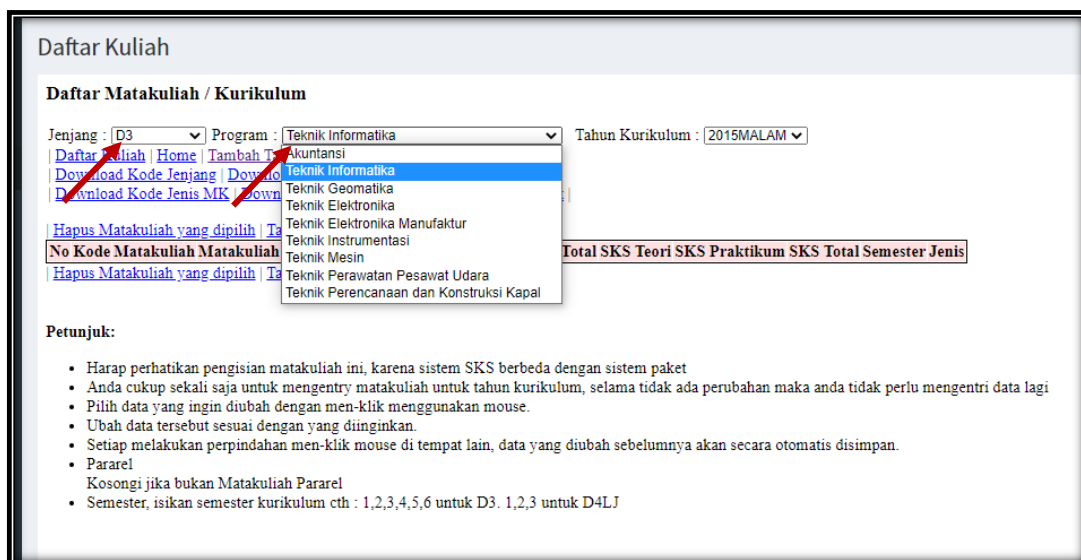 Daftar Kuliah
Daftar Matakuliah / Kurikulum
Jenjang : D3 Program : Teknik Informatika Tahun Kurikulum : 2015MALAM
| Daftar Kuliah | Home | Tambah
Akuntansi
| Download Kode Jenjang |
Teknik Informatika
| Download Kode Jenis MK |
Teknik Geomatika
Teknik Elektronika
Teknik Elektronika Manufaktur
| Hapus Matakuliah yang dipilih |
Teknik Instrumentasi
No Kode Matakuliah Matakuliah
Total SKS Teori SKS Praktikum SKS Total Semester Jenis
Teknik Mesin
| Hapus Matakuliah yang dipilih |
Teknik Perawatan Pesawat Udara
Teknik Perencanaan dan Konstruksi Kapal
Petunjuk:
• Harap perhatikan pengisian matakuliah ini, karena sistem SKS berbeda dengan sistem paket
• Anda cukup sekali saja untuk mengentry matakuliah untuk tahun kurikulum, selama tidak ada perubahan maka anda tidak perlu mengentri data lagi
• Pilih data yang ingin diubah dengan men-klik menggunakan mouse.
• Ubah data tersebut sesuai dengan yang diinginkan.
• Setiap melakukan perpindahan men-klik mouse di tempat lain, data yang diubah sebelumnya akan secara otomatis disimpan.
• Pararel
Kosongi jika bukan Matakuliah Pararel
• Semester, isikan semester kurikulum cth : 1,2,3,4,5,6 untuk D3. 1,2,3 untuk D4LJ